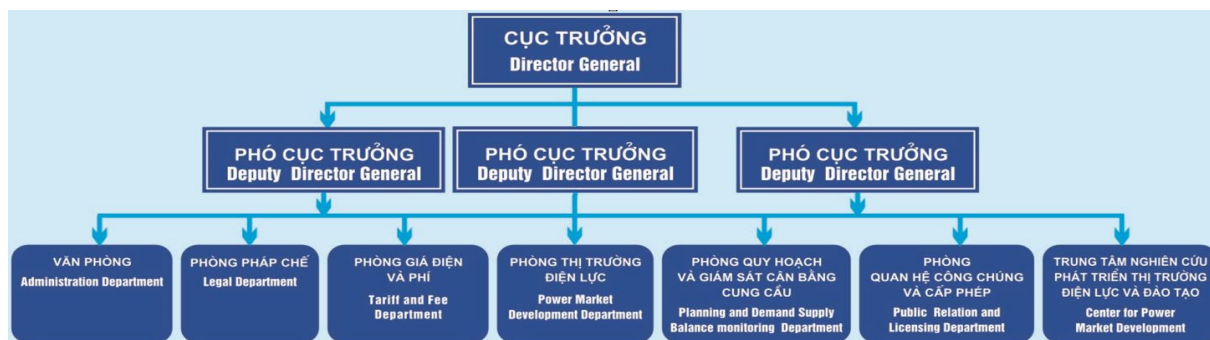 CỤC TRƯỞNG
Director General
PHÓ CỤC TRƯỞNG
Deputy Director General
PHÓ CỤC TRƯỞNG
Deputy Director General
PHÓ CỤC TRƯỞNG
Deputy Director General
VĂN PHÒNG
Administration Department
PHÒNG PHÁP CHẾ
Legal Department
PHÒNG GIÁ ĐIỆN
VÀ PHÍ
Tariff and Fee
Department
PHÒNG THỊ TRƯỜNG
ĐIỆN LỰC
Power Market
Development Department
PHÒNG QUY HOẠCH
VÀ GIÁM SÁT CÂN BẰNG
CUNG CẦU
Planning and Demand Supply
Balance monitoring Department
PHÒNG
QUAN HỆ CÔNG CHÚNG
VÀ CẤP PHÉP
Public Relation and
Licensing Department
TRUNG TÂM NGHIÊN CỨU
PHÁT TRIỂN THỊ TRƯỜNG
ĐIỆN LỰC VÀ ĐÀO TẠO
Center for Power
Market Development